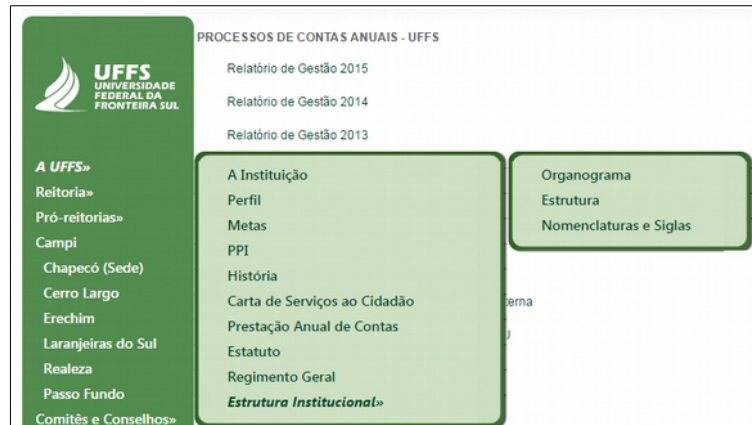 PROCESSOS DE CONTAS ANUAIS - UFFS
Relatório de Gestão 2015
Relatório de Gestão 2014
Relatório de Gestão 2013
UFFS
UNIVERSIDADE
FEDERAL DA
FRONTEIRA SUL
A UFFS»
Reitoria»
Pró-reitorias»
Campi
Chapecó (Sede)
Cerro Largo
Erechim
Laranjeiras do Sul
Realeza
Passo Fundo
Comitês e Conselhos»
A Instituição
Perfil
Metas
PPI
História
Carta de Serviços ao Cidadão
Prestação Anual de Contas
Estatuto
Regimento Geral
Estrutura Institucional»
Organograma
Estrutura
Nomenclaturas e Siglas